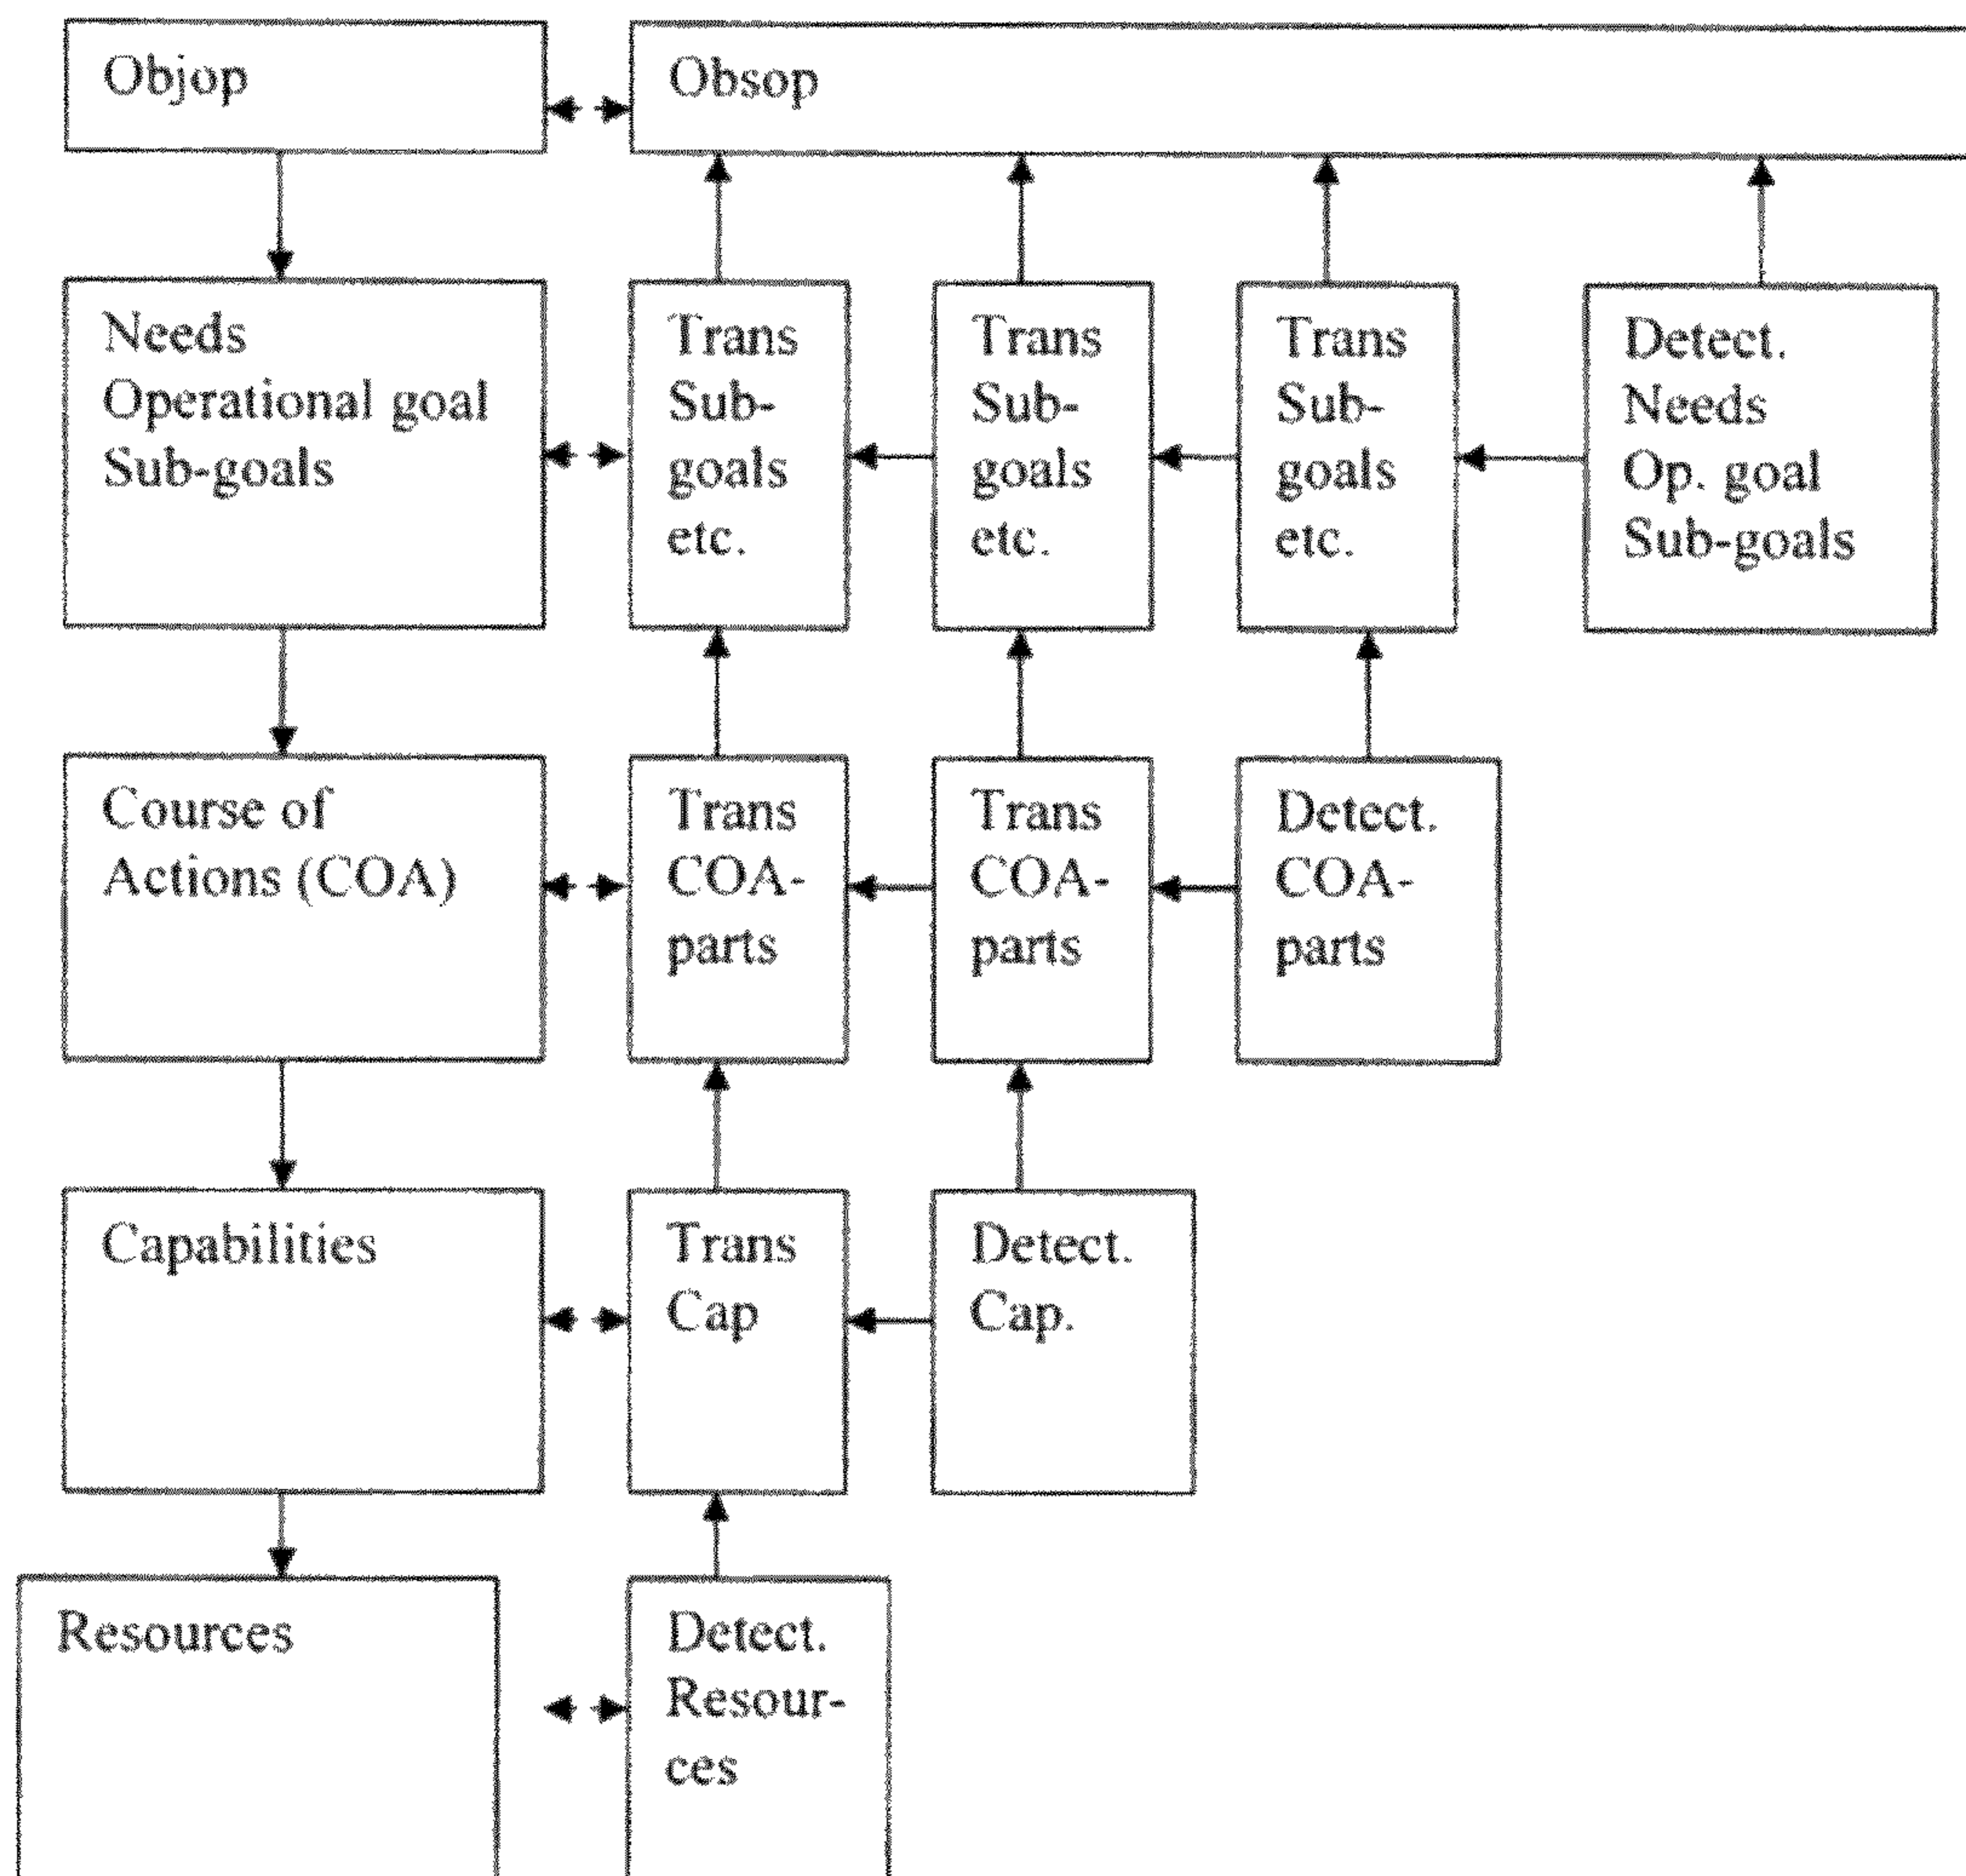 Objop
Obsop
Needs
Operational goal
Sub-goals
Trans
Sub-
goals
etc.
Trans
Sub-
goals
etc.
Trans
Sub-
goals
etc.
Detect.
Needs
Op. goal
Sub-goals
Course of
Actions (COA)
Trans
COA-
parts
Trans
COA-
parts
Detect.
COA-
parts
Capabilities
Trans
Cap
Detect.
Cap.
Resources
Detect.
Resour-
ces